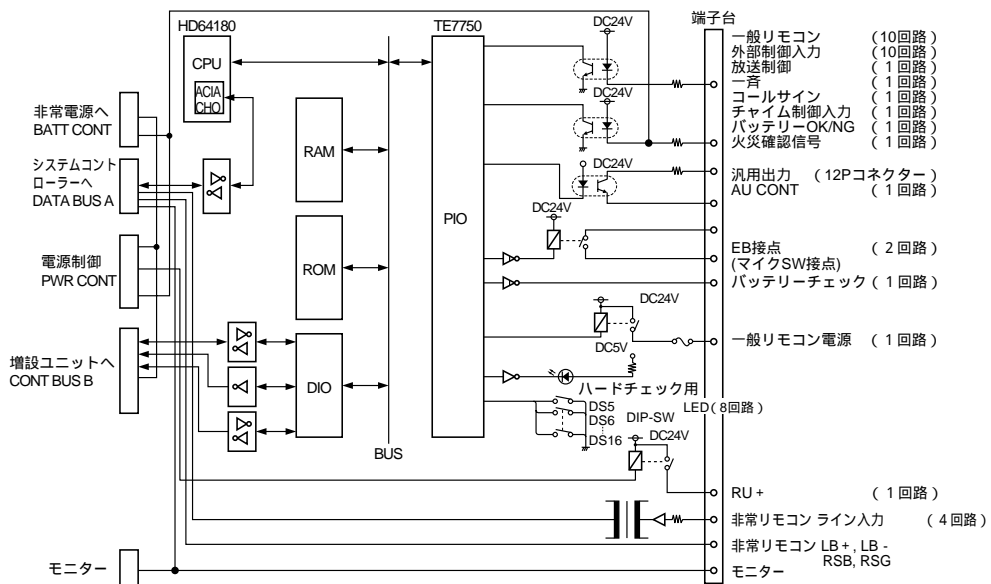 HD64180
CPU
ACIA
CHO
TE7750
PIO
RAM
ROM
DIO
BUS
非常電源へ
BATT CONT
システムコント
ローラーへ
DATA BUS A
電源制御
PWR CONT
増設ユニットへ
CONT BUS B
モニター
DC24V
DC24V
DC24V
DC24V
DC24V
DC5V
ハードチェック用
LED(8回路)
DS5
DS6
DS16
DIP-SW
DC24V
端子台
一般リモコン (10回路)
外部制御入力 (10回路)
放送制御 (1回路)
一斉 (1回路)
コールサイン (1回路)
チャイム制御入力 (1回路)
バッテリーOK/NG (1回路)
火災確認信号 (1回路)
汎用出力 (12Pコネクター)
AU CONT (1回路)
EB接点 (2回路)
(マイクSW接点)
バッテリーチェック (1回路)
一般リモコン電源 (1回路)
RU + (1回路)
非常リモコン ライン入力 (4回路)
非常リモコン LB + , LB -
RSB, RSG
モニター